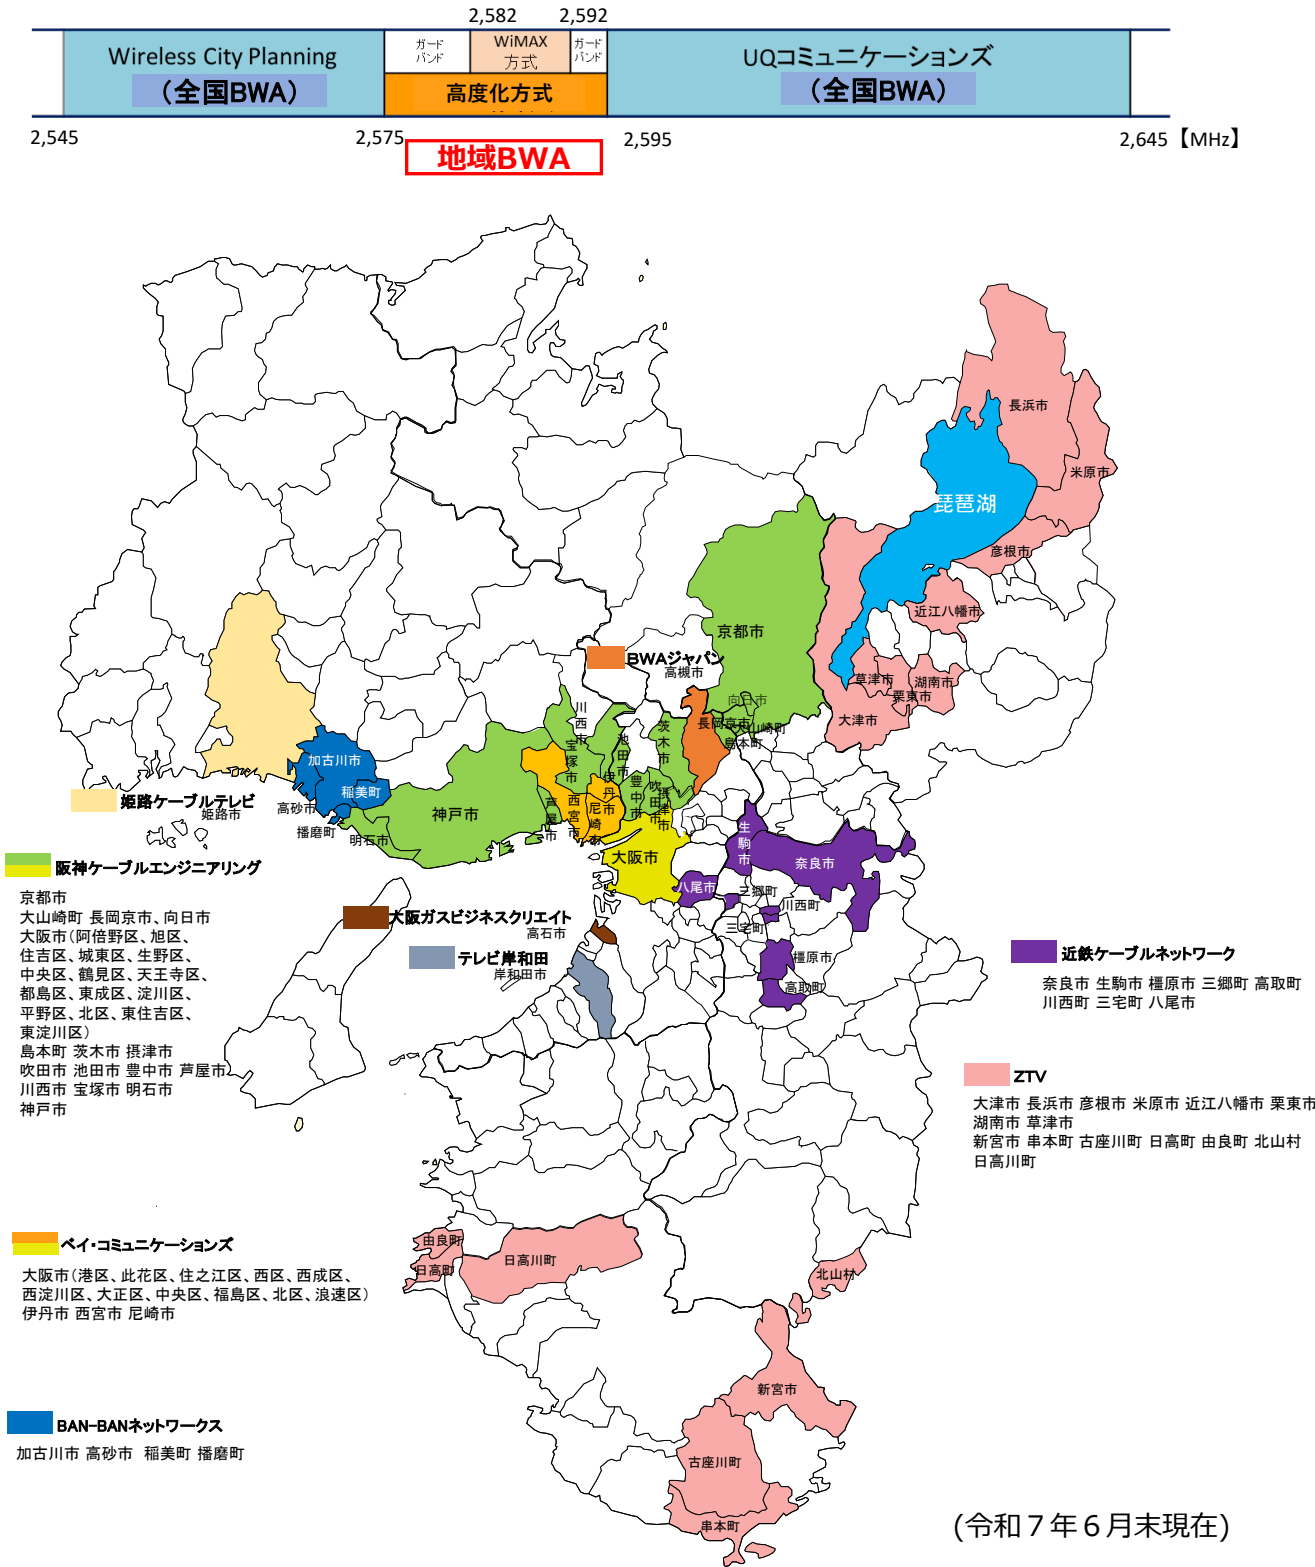 2,582
2,592
Wireless City Planning
（全国BWA）
ガード
バンド
WiMAX
方式
ガード
バンド
高度化方式
UQコミュニケーションズ
（全国BWA）
2,545
2,575
2,595
2,645【MHz】
地域BWA
長浜市
米原市
琵琶湖
彦根市
近江八幡市
京都市
草津市
湖南市
栗東市
大津市
BWAジャパン
高槻市
向日市
長岡京市
大山崎町
島本町
川西市
宝塚市
池田市
茨木市
伊丹市
豊中市
吹田市
摂津市
芦屋市
西宮市
尼崎市
加古川市
稲美町
高砂市
播磨町
明石市
神戸市
大阪市
生駒市
奈良市
八尾市
三郷町
川西町
三宅町
橿原市
高取町
姫路ケーブルテレビ
姫路市
阪神ケーブルエンジニアリング
京都市
大山崎町 長岡京市、向日市
大阪市（阿倍野区、旭区、
住吉区、城東区、生野区、
中央区、鶴見区、天王寺区、
都島区、東成区、淀川区、
平野区、北区、東住吉区、
東淀川区）
島本町 茨木市 摂津市
吹田市 池田市 豊中市 芦屋市
川西市 宝塚市 明石市
神戸市
大阪ガスビジネスクリエイト
高石市
テレビ岸和田
岸和田市
近鉄ケーブルネットワーク
奈良市 生駒市 橿原市 三郷町 高取町
川西町 三宅町 八尾市
ZTV
大津市 長浜市 彦根市 米原市 近江八幡市 栗東市
湖南市 草津市
新宮市 串本町 古座川町 日高町 由良町 北山村
日高川町
ベイ・コミュニケーションズ
大阪市（港区、此花区、住之江区、西区、西成区、
西淀川区、大正区、中央区、福島区、北区、浪速区）
伊丹市 西宮市 尼崎市
由良町
日高町
日高川町
北山村
新宮市
古座川町
串本町
BAN-BANネットワークス
加古川市 高砂市 稲美町 播磨町
(令和７年６月末現在)